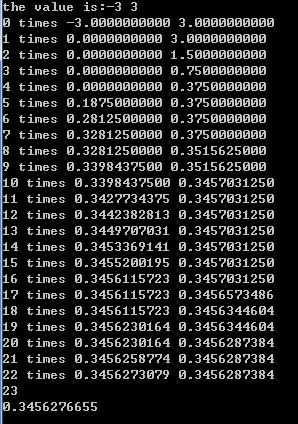 the value is:-3 3
0 times -3.0000000000 3.0000000000
1 times 0.0000000000 3.0000000000
2 times 0.0000000000 1.5000000000
3 times 0.0000000000 0.7500000000
4 times 0.0000000000 0.3750000000
5 times 0.1875000000 0.3750000000
6 times 0.2812500000 0.3750000000
7 times 0.3281250000 0.3750000000
8 times 0.3281250000 0.3515625000
9 times 0.3398437500 0.3515625000
10 times 0.3398437500 0.3457031250
11 times 0.3427734375 0.3457031250
12 times 0.3442382813 0.3457031250
13 times 0.3449707031 0.3457031250
14 times 0.3453369141 0.3457031250
15 times 0.3455200195 0.3457031250
16 times 0.3456115723 0.3457031250
17 times 0.3456115723 0.3456573486
18 times 0.3456115723 0.3456344604
19 times 0.3456230164 0.3456344604
20 times 0.3456230164 0.3456287384
21 times 0.3456258774 0.3456287384
22 times 0.3456273079 0.3456287384
23
0.3456276655